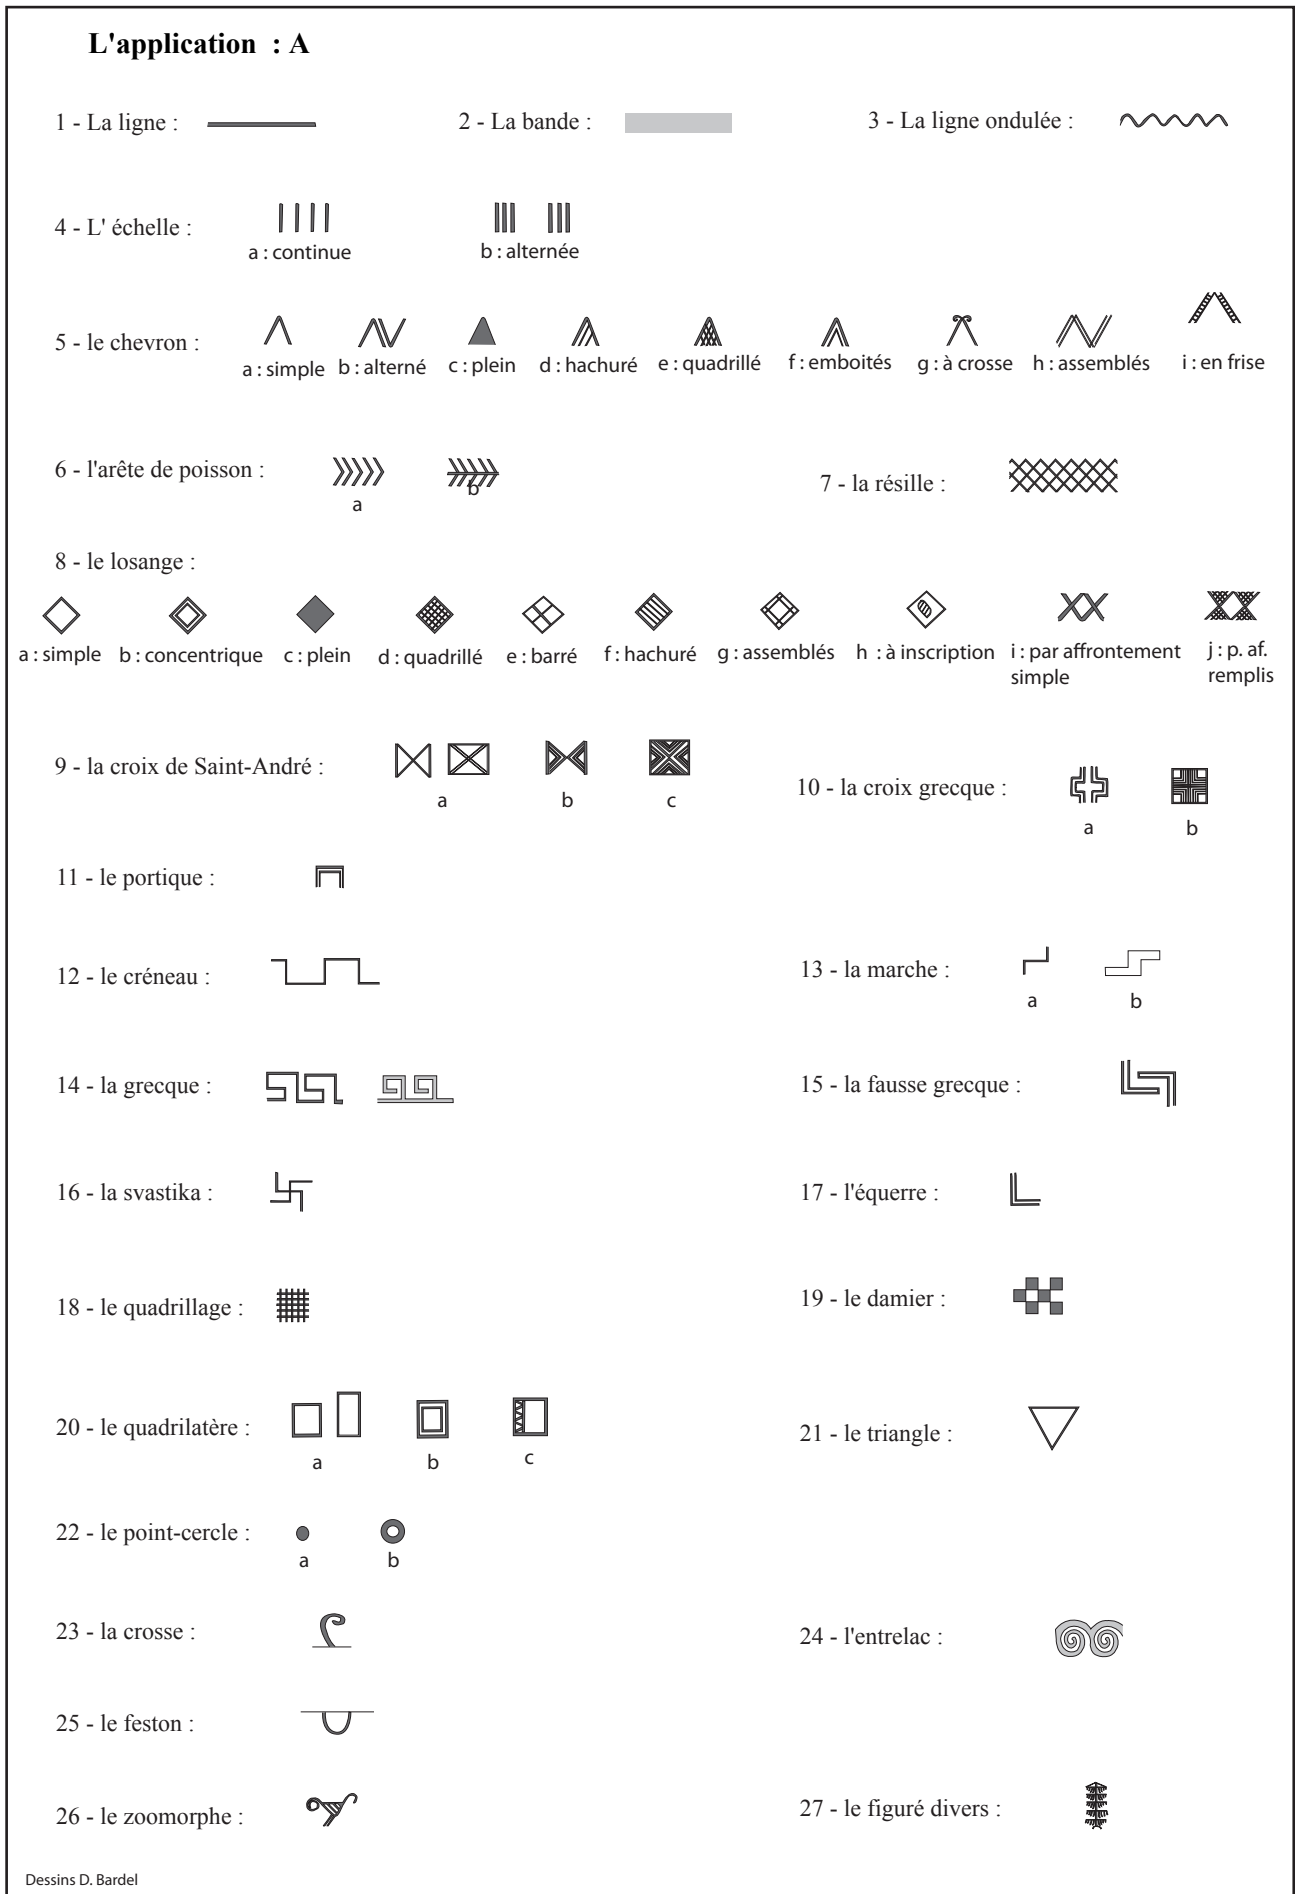 L'application : A
1 - La ligne :
2 - La bande :
3 - La ligne ondulée :
4 - L' échelle :
a : continue
b : alternée
5 - le chevron :
a : simple
b : alterné
c : plein
d : hachuré
e : quadrillé
f : emboités
g : à crosse
h : assemblés
i : en frise
6 - l'arête de poisson :
a
b
7 - la résille :
8 - le losange :
a : simple
b : concentrique
c : plein
d : quadrillé
e : barré
f : hachuré
g : assemblés
h : à inscription
i : par affrontement
simple
j : p. af.
remplis
9 - la croix de Saint-André :
a
b
c
10 - la croix grecque :
a
b
11 - le portique :
12 - le créneau :
13 - la marche :
a
b
14 - la grecque :
15 - la fausse grecque :
16 - la svastika :
17 - l'équerre :
18 - le quadrillage :
19 - le damier :
20 - le quadrilatère :
a
b
c
21 - le triangle :
22 - le point-cercle :
a
b
23 - la crosse :
24 - l'entrelac :
25 - le feston :
26 - le zoomorphe :
27 - le figuré divers :
Dessins D. Bardel